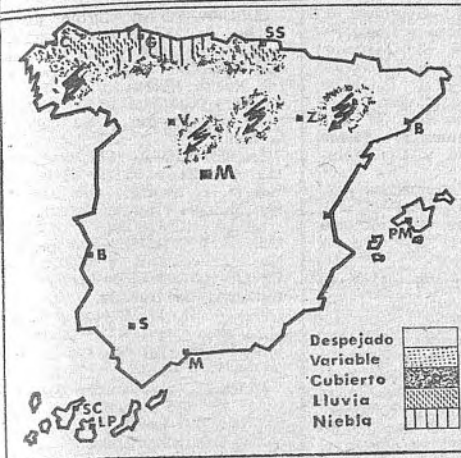 C
G
SS
V
Z
B
M
PM
B
S
M
SC
LP
Despejado
Variable
Cubierto
Lluvia
Niebla